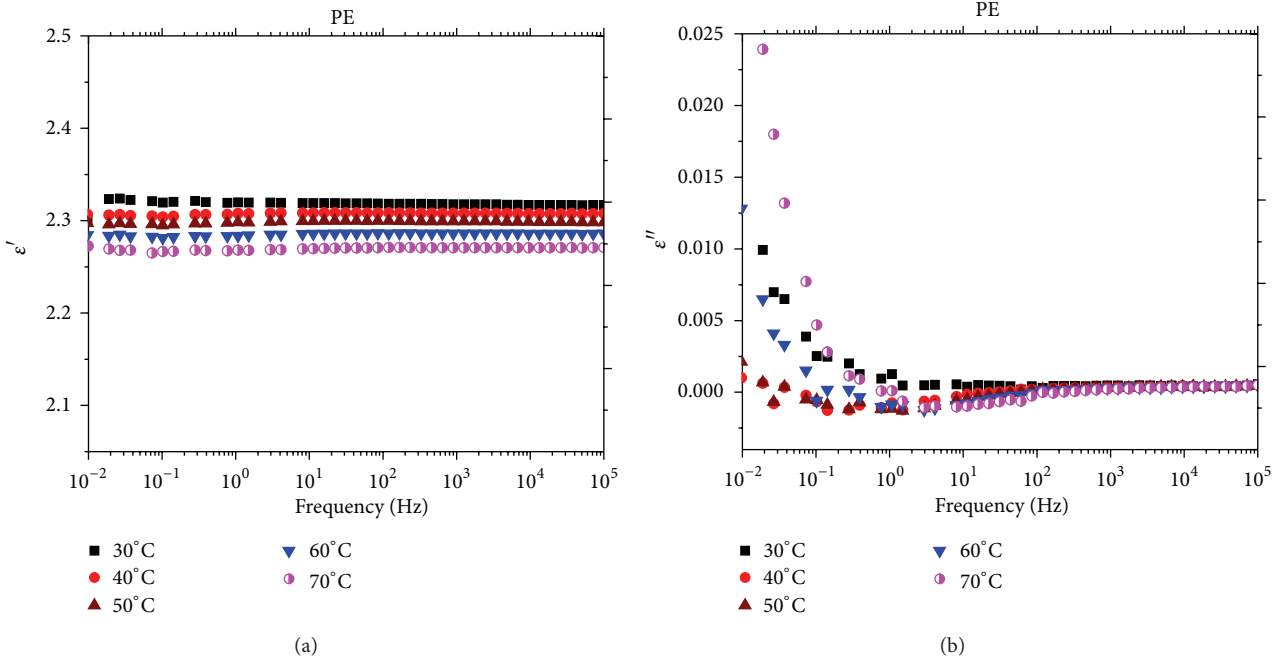 PE
2.5
2.4
2.3
2.2
2.1
ε′
10⁻² 10⁻¹ 10⁰ 10¹ 10² 10³ 10⁴ 10⁵
Frequency (Hz)
30°C
40°C
50°C
60°C
70°C
(a)
PE
0.025
0.020
0.015
0.010
0.005
0.000
ε″
10⁻² 10⁻¹ 10⁰ 10¹ 10² 10³ 10⁴ 10⁵
Frequency (Hz)
30°C
40°C
50°C
60°C
70°C
(b)